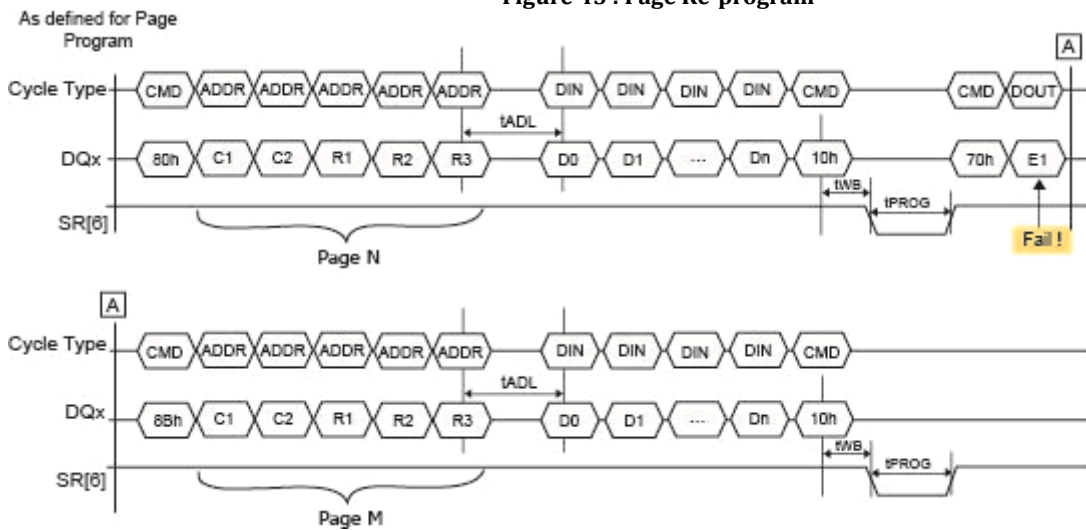 Figure 13 : Page Re-program
As defined for Page
Program
A
Cycle Type CMD ADDR ADDR ADDR ADDR ADDR DIN DIN DIN DIN CMD CMD DOUT
tADL
DQx 80h C1 C2 R1 R2 R3 D0 D1 ... Dn 10h 70h E1
tWB tPROG
SR[6]
Fail !
Page N
A
Cycle Type CMD ADDR ADDR ADDR ADDR ADDR DIN DIN DIN DIN CMD
tADL
DQx 8Bh C1 C2 R1 R2 R3 D0 D1 ... Dn 10h
tWB tPROG
SR[6]
Page M